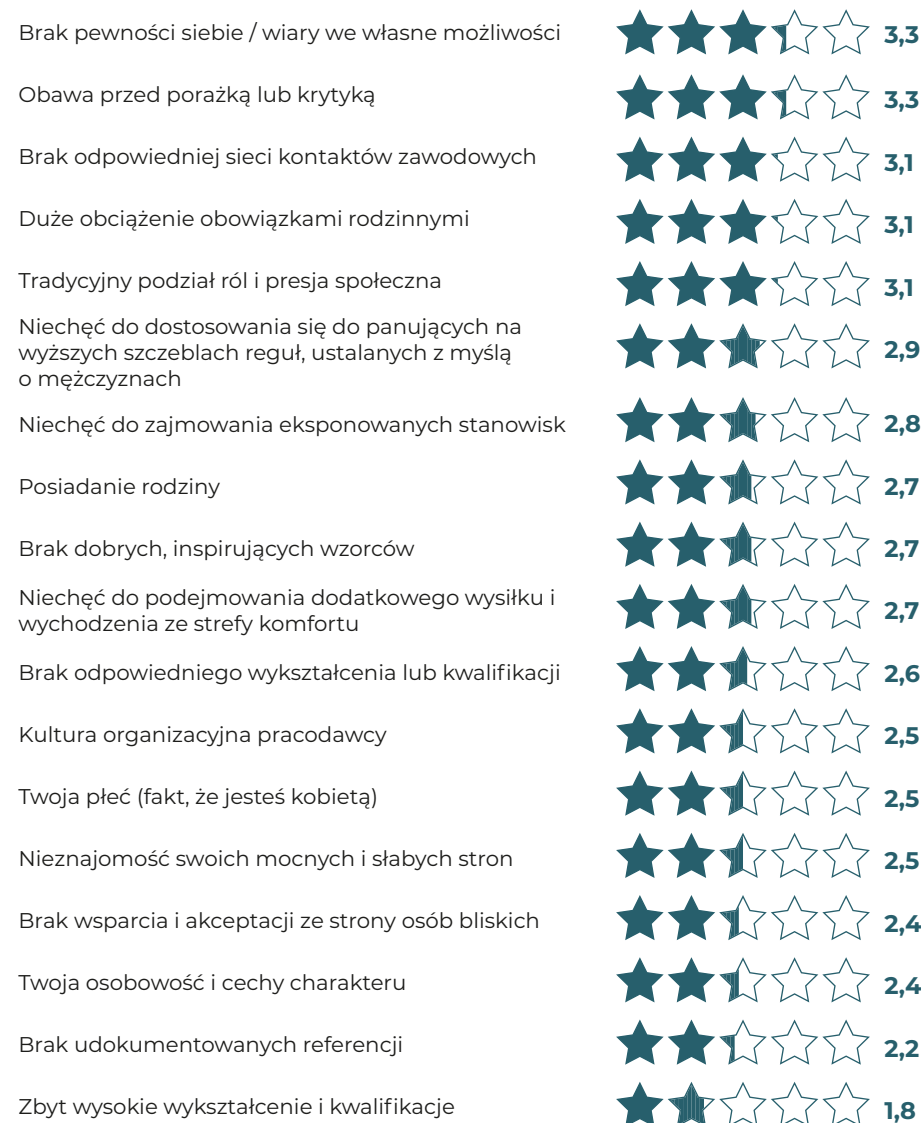 Brak pewności siebie / wiary we własne możliwości 3,3
Obawa przed porażką lub krytyką 3,3
Brak odpowiedniej sieci kontaktów zawodowych 3,1
Duże obciążenie obowiązkami rodzinnymi 3,1
Tradycyjny podział ról i presja społeczna 3,1
Niechęć do dostosowania się do panujących na
wyższych szczeblach reguł, ustalanych z myślą 2,9
o mężczyznach
Niechęć do zajmowania eksponowanych stanowisk 2,8
Posiadanie rodziny 2,7
Brak dobrych, inspirujących wzorców 2,7
Niechęć do podejmowania dodatkowego wysiłku i
wychodzenia ze strefy komfortu 2,7
Brak odpowiedniego wykształcenia lub kwalifikacji 2,6
Kultura organizacyjna pracodawcy 2,5
Twoja płeć (fakt, że jesteś kobietą) 2,5
Nieznajomość swoich mocnych i słabych stron 2,5
Brak wsparcia i akceptacji ze strony osób bliskich 2,4
Twoja osobowość i cechy charakteru 2,4
Brak udokumentowanych referencji 2,2
Zbyt wysokie wykształcenie i kwalifikacje 1,8